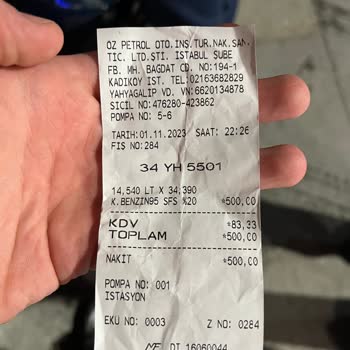 OZ PETROL OTO.INS.TUR.NAK.SAN.
TIC. LTD.STI. ISTABUL SUBE
FB. MH. BAGDAT CD. NO:194-1
KADIKOY IST. TEL:02163682829
YAHYAGALIP VD. VN:6620134878
SICIL NO:476280-423862
POMPA NO: 5-6
TARIH:01.11.2023 SAAT: 22:26
FIS NO:284
34 YH 5501
14,540 LT X 34,390
K.BENZIN95 SFS %20 *500,00
KDV *83,33
TOPLAM *500,00
NAKIT *500,00
POMPA NO: 001
ISTASYON
EKU NO: 0003 Z NO: 0284
MF DI 16060044